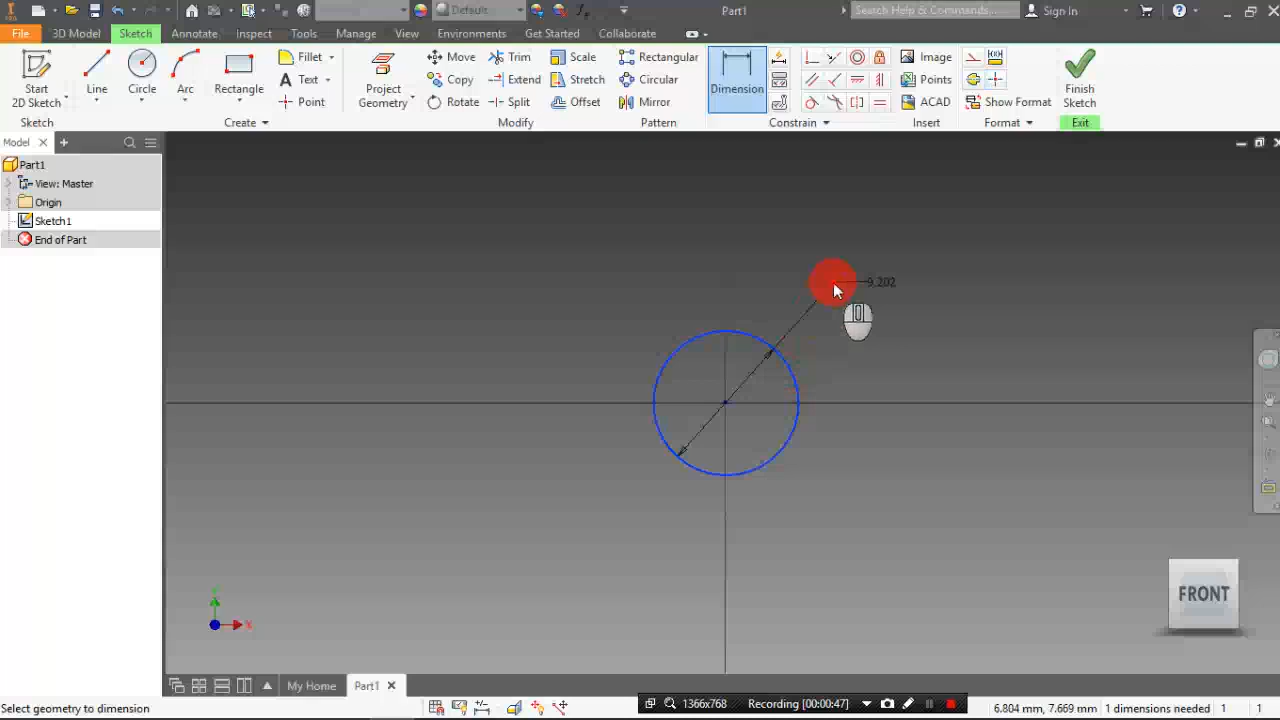 PRO
Default
Part1
Search Help & Commands...
Sign In
File
3D Model
Sketch
Annotate
Inspect
Tools
Manage
View
Environments
Get Started
Collaborate
Start
2D Sketch
Line
Circle
Arc
Rectangle
Fillet
Text
Point
Project
Geometry
Move
Copy
Rotate
Trim
Extend
Split
Scale
Stretch
Offset
Rectangular
Circular
Mirror
Dimension
Image
Points
ACAD
Show Format
Finish
Sketch
Sketch
Create
Modify
Pattern
Constrain
Insert
Format
Exit
Model
Part1
View: Master
Origin
Sketch1
End of Part
9.202
FRONT
Y
X
My Home
Part1
Select geometry to dimension
1366x768
Recording [00:00:47]
6.804 mm, 7.669 mm
1 dimensions needed
1
1